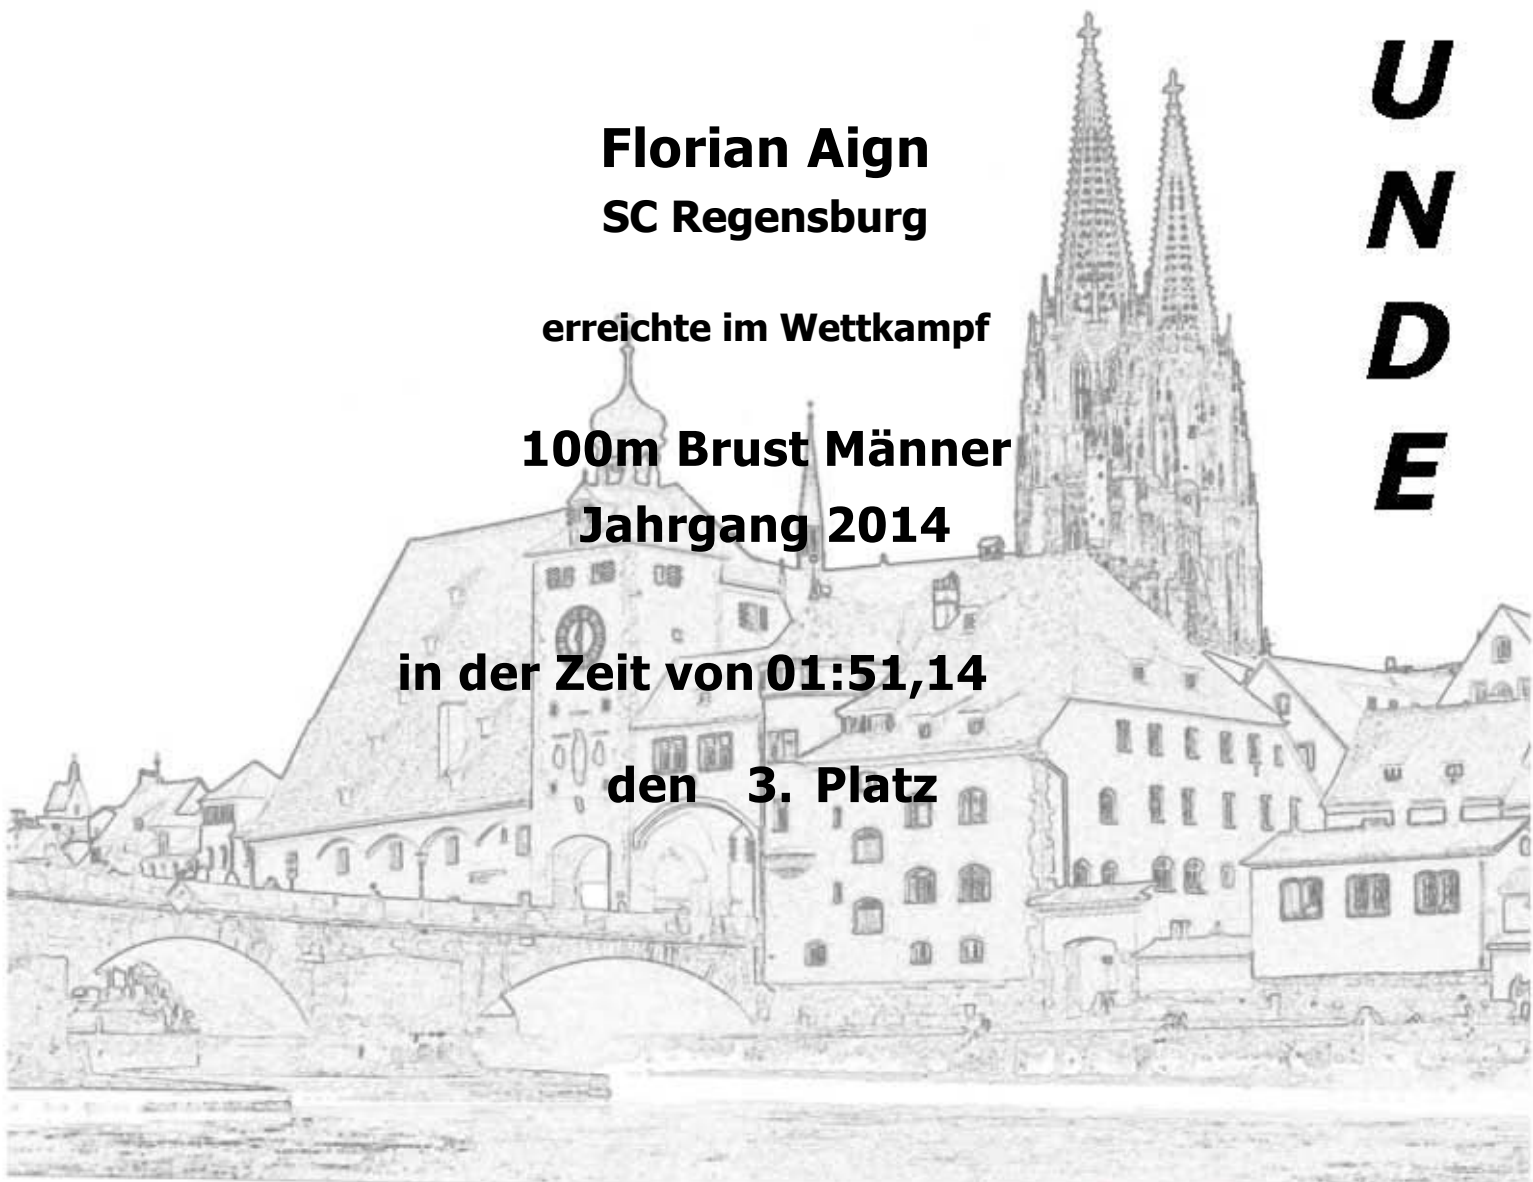 Florian Aign
SC Regensburg
erreichte im Wettkampf
100m Brust Männer
Jahrgang 2014
in der Zeit von 01:51,14
den 3. Platz
U
N
D
E